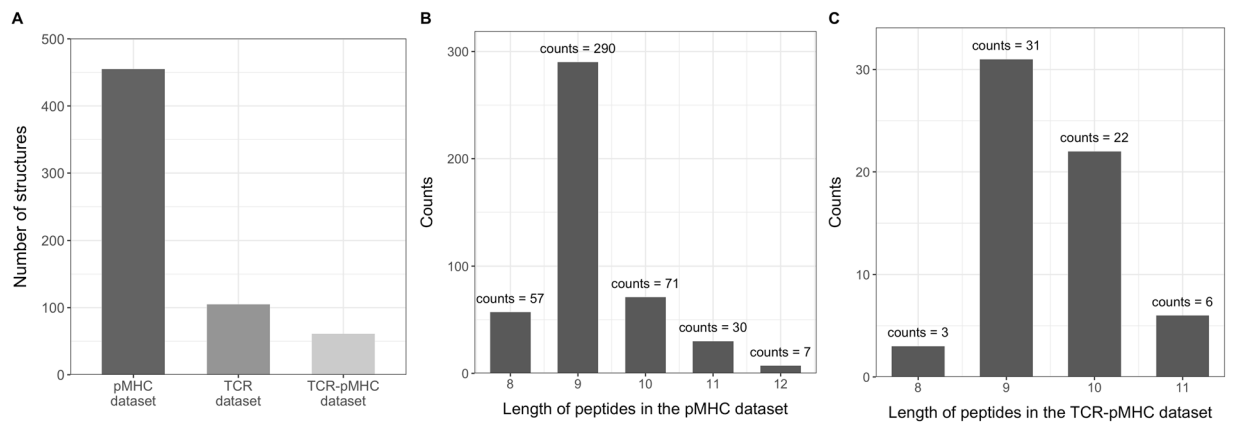 A
Number of structures
500
400
300
200
100
0
pMHC
dataset
TCR
dataset
TCR-pMHC
dataset
B
Counts
300
200
100
0
counts = 57
counts = 290
counts = 71
counts = 30
counts = 7
8 9 10 11 12
Length of peptides in the pMHC dataset
C
Counts
30
20
10
0
counts = 3
counts = 31
counts = 22
counts = 6
8 9 10 11
Length of peptides in the TCR-pMHC dataset